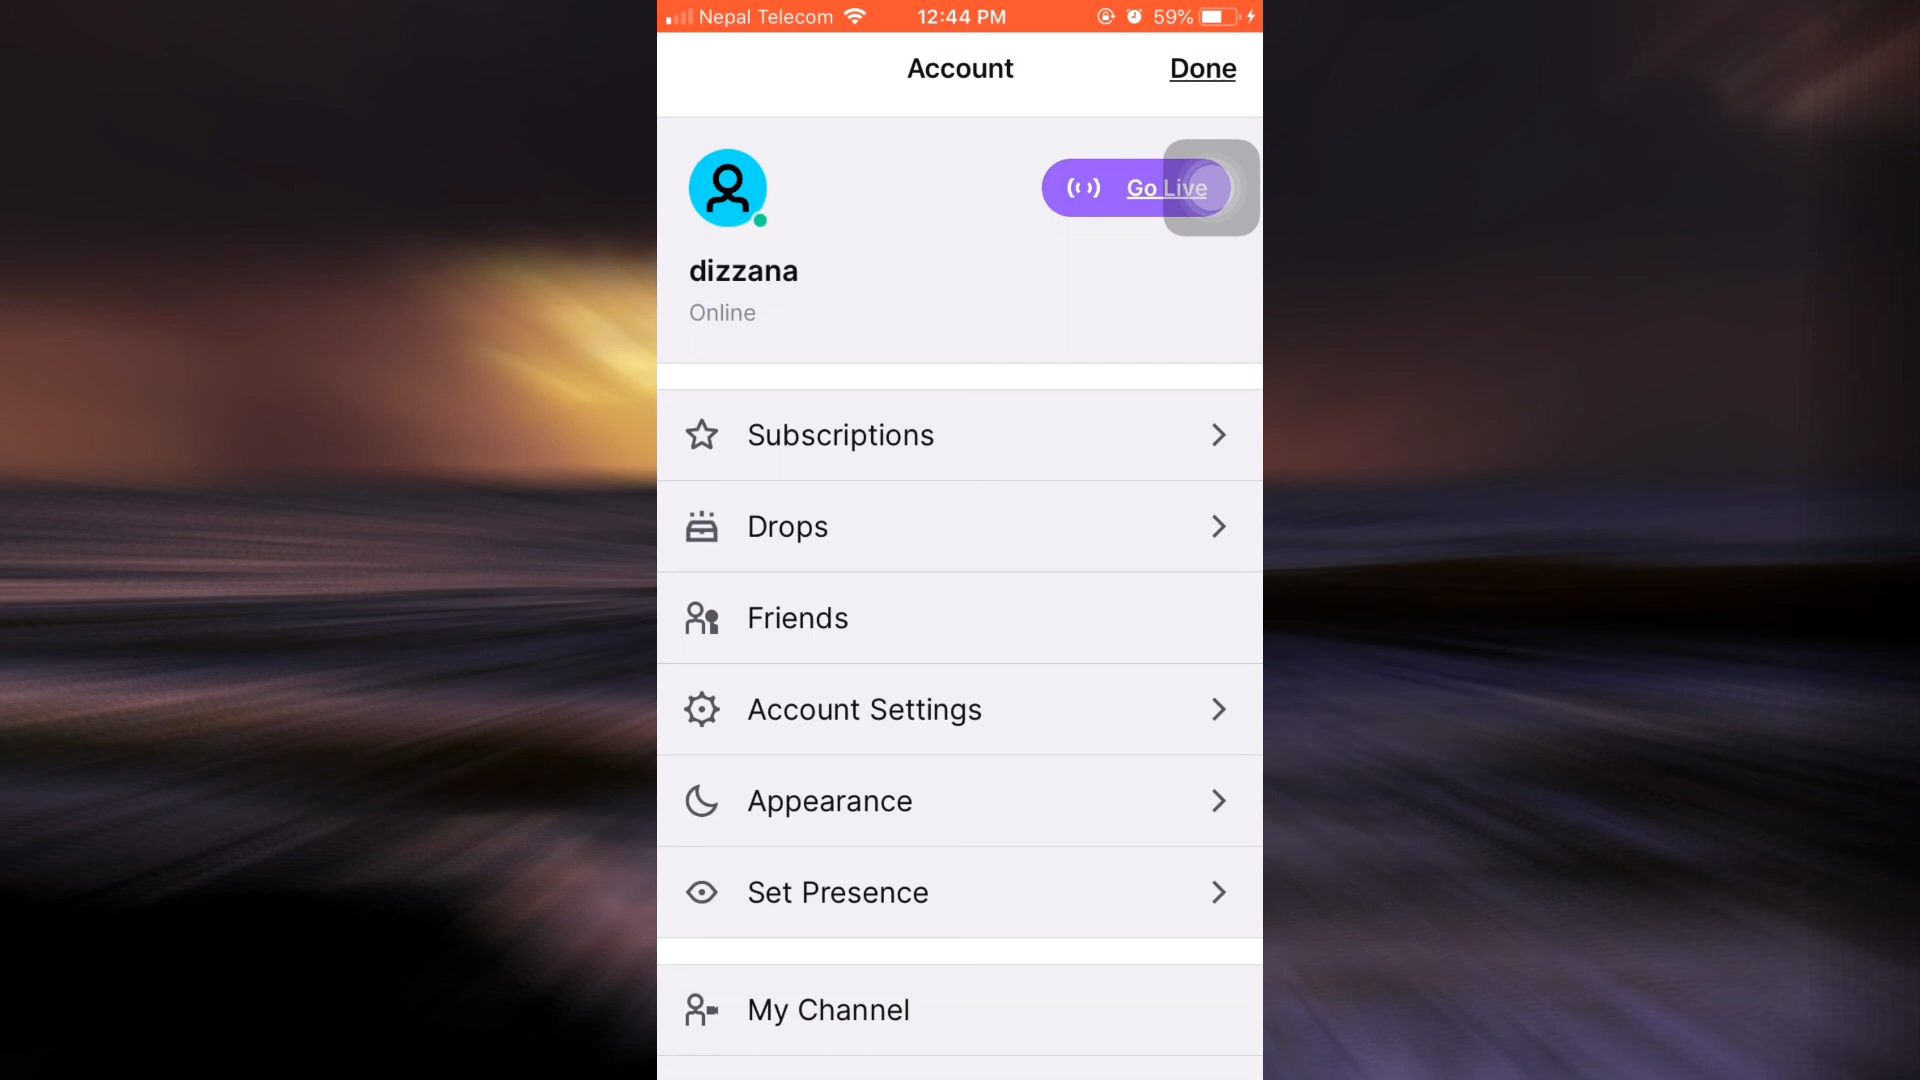 Nepal Telecom 12:44 PM 59%
Account Done
Go Live
dizzana
Online
Subscriptions
Drops
Friends
Account Settings
Appearance
Set Presence
My Channel